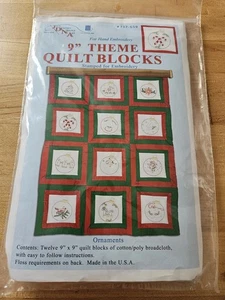 For Hand Embroidery
9" THEME
QUILT BLOCKS
Stamped for Embroidery
Ornaments
Contents: Twelve 9" x 9" quilt blocks of cotton/poly broadcloth,
with easy to follow instructions.
Floss requirements on back. Made in the U.S.A.